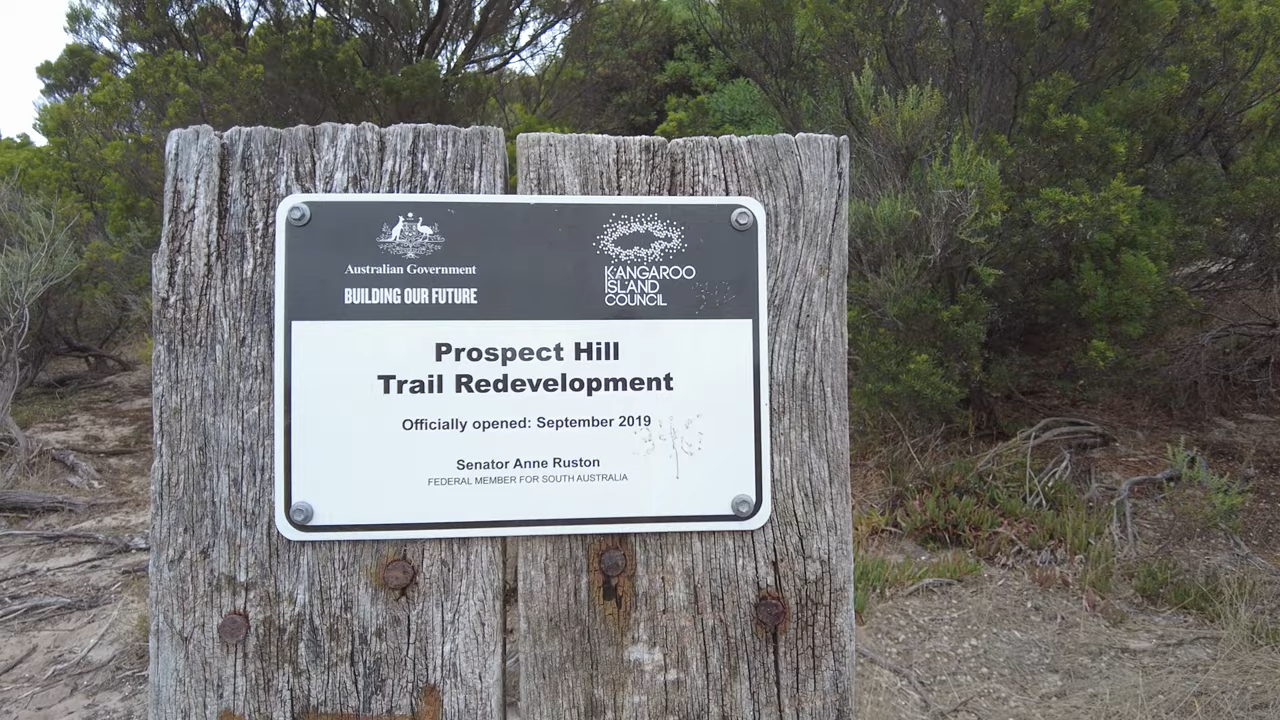 Australian Government
BUILDING OUR FUTURE
KANGAROO
ISLAND
COUNCIL
Prospect Hill
Trail Redevelopment
Officially opened: September 2019
Senator Anne Ruston
FEDERAL MEMBER FOR SOUTH AUSTRALIA